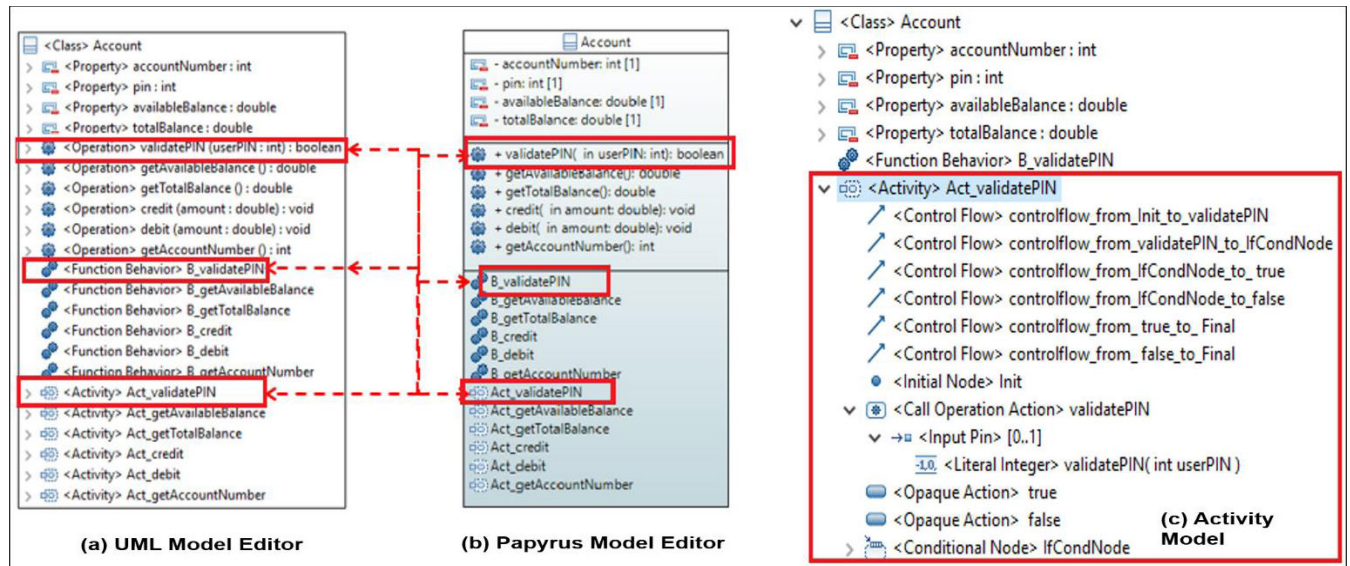 <Class> Account
<Property> accountNumber : int
<Property> pin : int
<Property> availableBalance : double
<Property> totalBalance : double
<Operation> validatePIN (userPIN : int) : boolean
<Operation> getAvailableBalance () : double
<Operation> getTotalBalance () : double
<Operation> credit (amount : double) : void
<Operation> debit (amount : double) : void
<Operation> getAccountNumber () : int
<Function Behavior> B_validatePIN
<Function Behavior> B_getAvailableBalance
<Function Behavior> B_getTotalBalance
<Function Behavior> B_credit
<Function Behavior> B_debit
<Function Behavior> B_getAccountNumber
<Activity> Act_validatePIN
<Activity> Act_getAvailableBalance
<Activity> Act_getTotalBalance
<Activity> Act_credit
<Activity> Act_debit
<Activity> Act_getAccountNumber
(a) UML Model Editor
Account
- accountNumber: int [1]
- pin: int [1]
- availableBalance: double [1]
- totalBalance: double [1]
+ validatePIN( in userPIN: int): boolean
+ getAvailableBalance(): double
+ getTotalBalance(): double
+ credit( in amount: double): void
+ debit( in amount: double): void
+ getAccountNumber(): int
B_validatePIN
B_getAvailableBalance
B_getTotalBalance
B_credit
B_debit
B_getAccountNumber
Act_validatePIN
Act_getAvailableBalance
Act_getTotalBalance
Act_credit
Act_debit
Act_getAccountNumber
(b) Papyrus Model Editor
<Class> Account
<Property> accountNumber : int
<Property> pin : int
<Property> availableBalance : double
<Property> totalBalance : double
<Function Behavior> B_validatePIN
<Activity> Act_validatePIN
<Control Flow> controlflow_from_Init_to_validatePIN
<Control Flow> controlflow_from_validatePIN_to_IfCondNode
<Control Flow> controlflow_from_IfCondNode_to_ true
<Control Flow> controlflow_from_IfCondNode_to_false
<Control Flow> controlflow_from_ true_to_ Final
<Control Flow> controlflow_from_ false_to_Final
<Initial Node> Init
<Call Operation Action> validatePIN
<Input Pin> [0..1]
-1,0, <Literal Integer> validatePIN( int userPIN )
<Opaque Action> true
<Opaque Action> false
<Conditional Node> IfCondNode
(c) Activity
Model